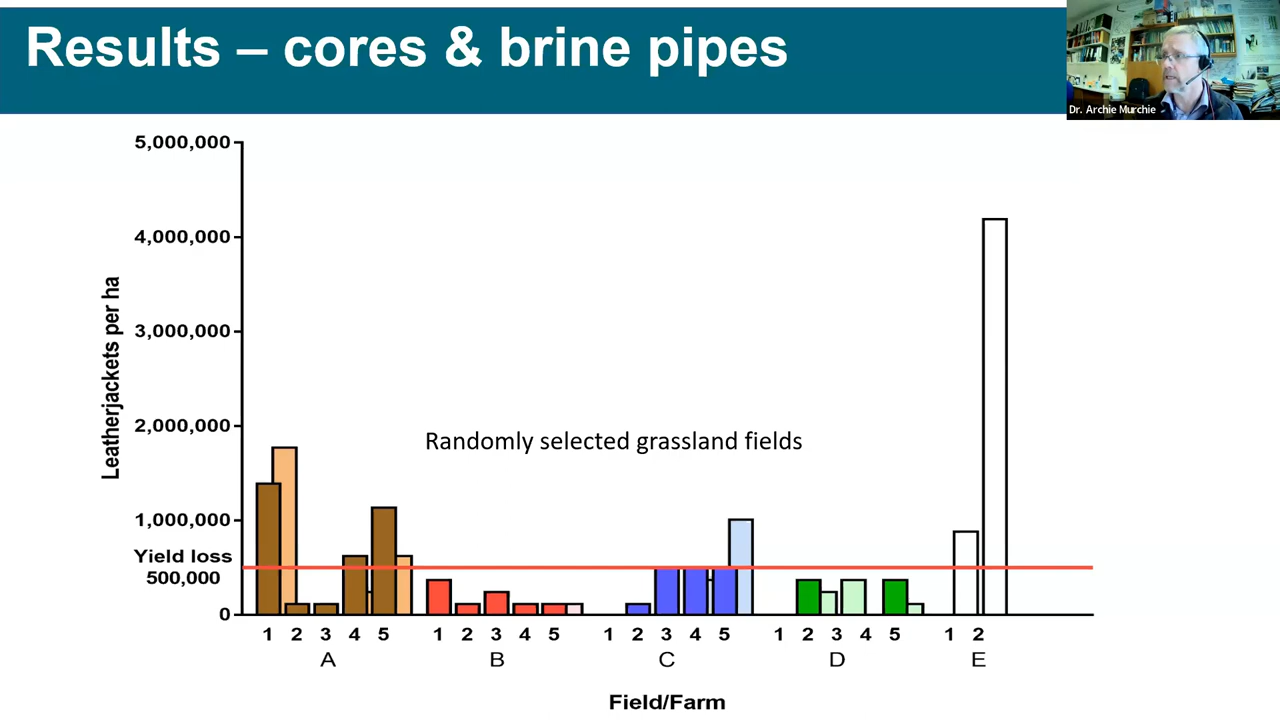 Results – cores & brine pipes
Dr. Archie Murchie
5,000,000
4,000,000
3,000,000
2,000,000
1,000,000
Yield loss
500,000
0
Leatherjackets per ha
Randomly selected grassland fields
1 2 3 4 5 1 2 3 4 5 1 2 3 4 5 1 2 3 4 5 1 2
A B C D E
Field/Farm